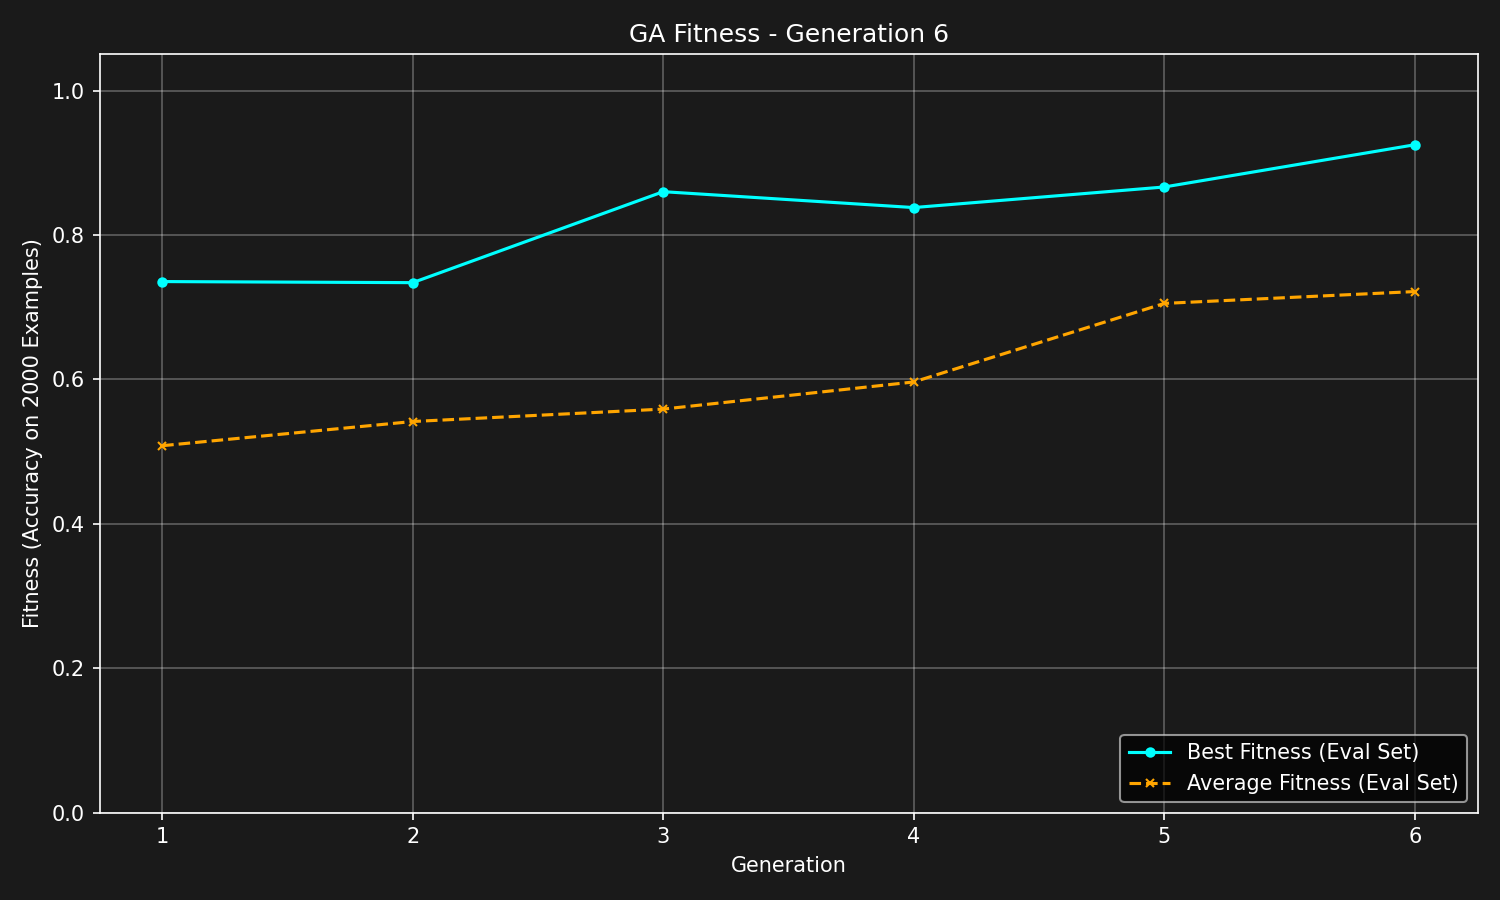 GA Fitness - Generation 6
Fitness (Accuracy on 2000 Examples)
1.0
0.8
0.6
0.4
0.2
0.0
1 2 3 4 5 6
Generation
Best Fitness (Eval Set)
Average Fitness (Eval Set)